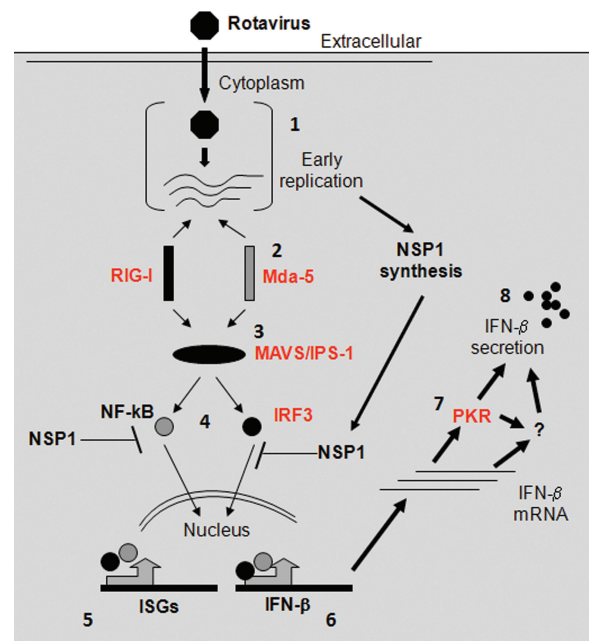 Rotavirus
Extracellular
Cytoplasm
1
Early
replication
NSP1
synthesis
2
RIG-I
Mda-5
3
MAVS/IPS-1
8
IFN-β
secretion
NF-kB
4
IRF3
7
PKR
?
NSP1
NSP1
IFN-β
mRNA
Nucleus
5
ISGs
IFN-β
6